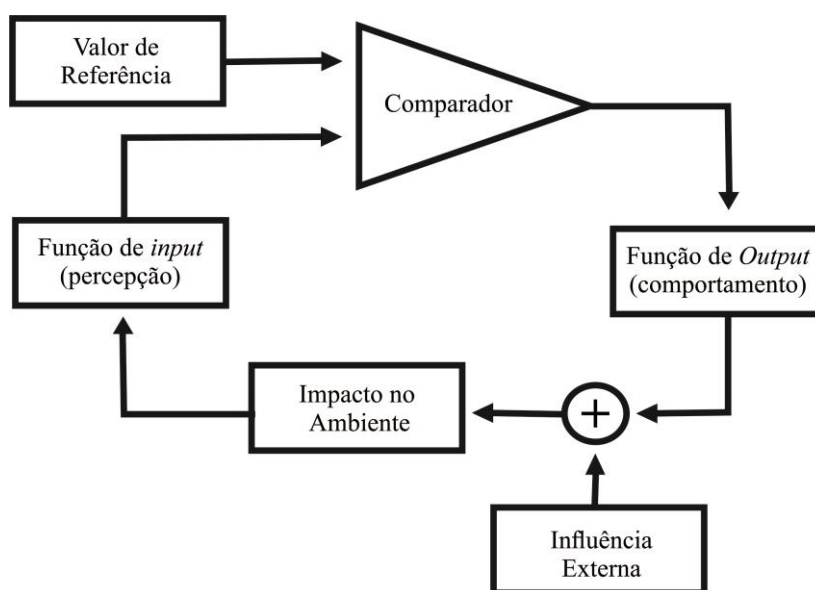 Valor de
Referência
Comparador
Função de input
(percepção)
Função de Output
(comportamento)
Impacto no
Ambiente
+
Influência
Externa